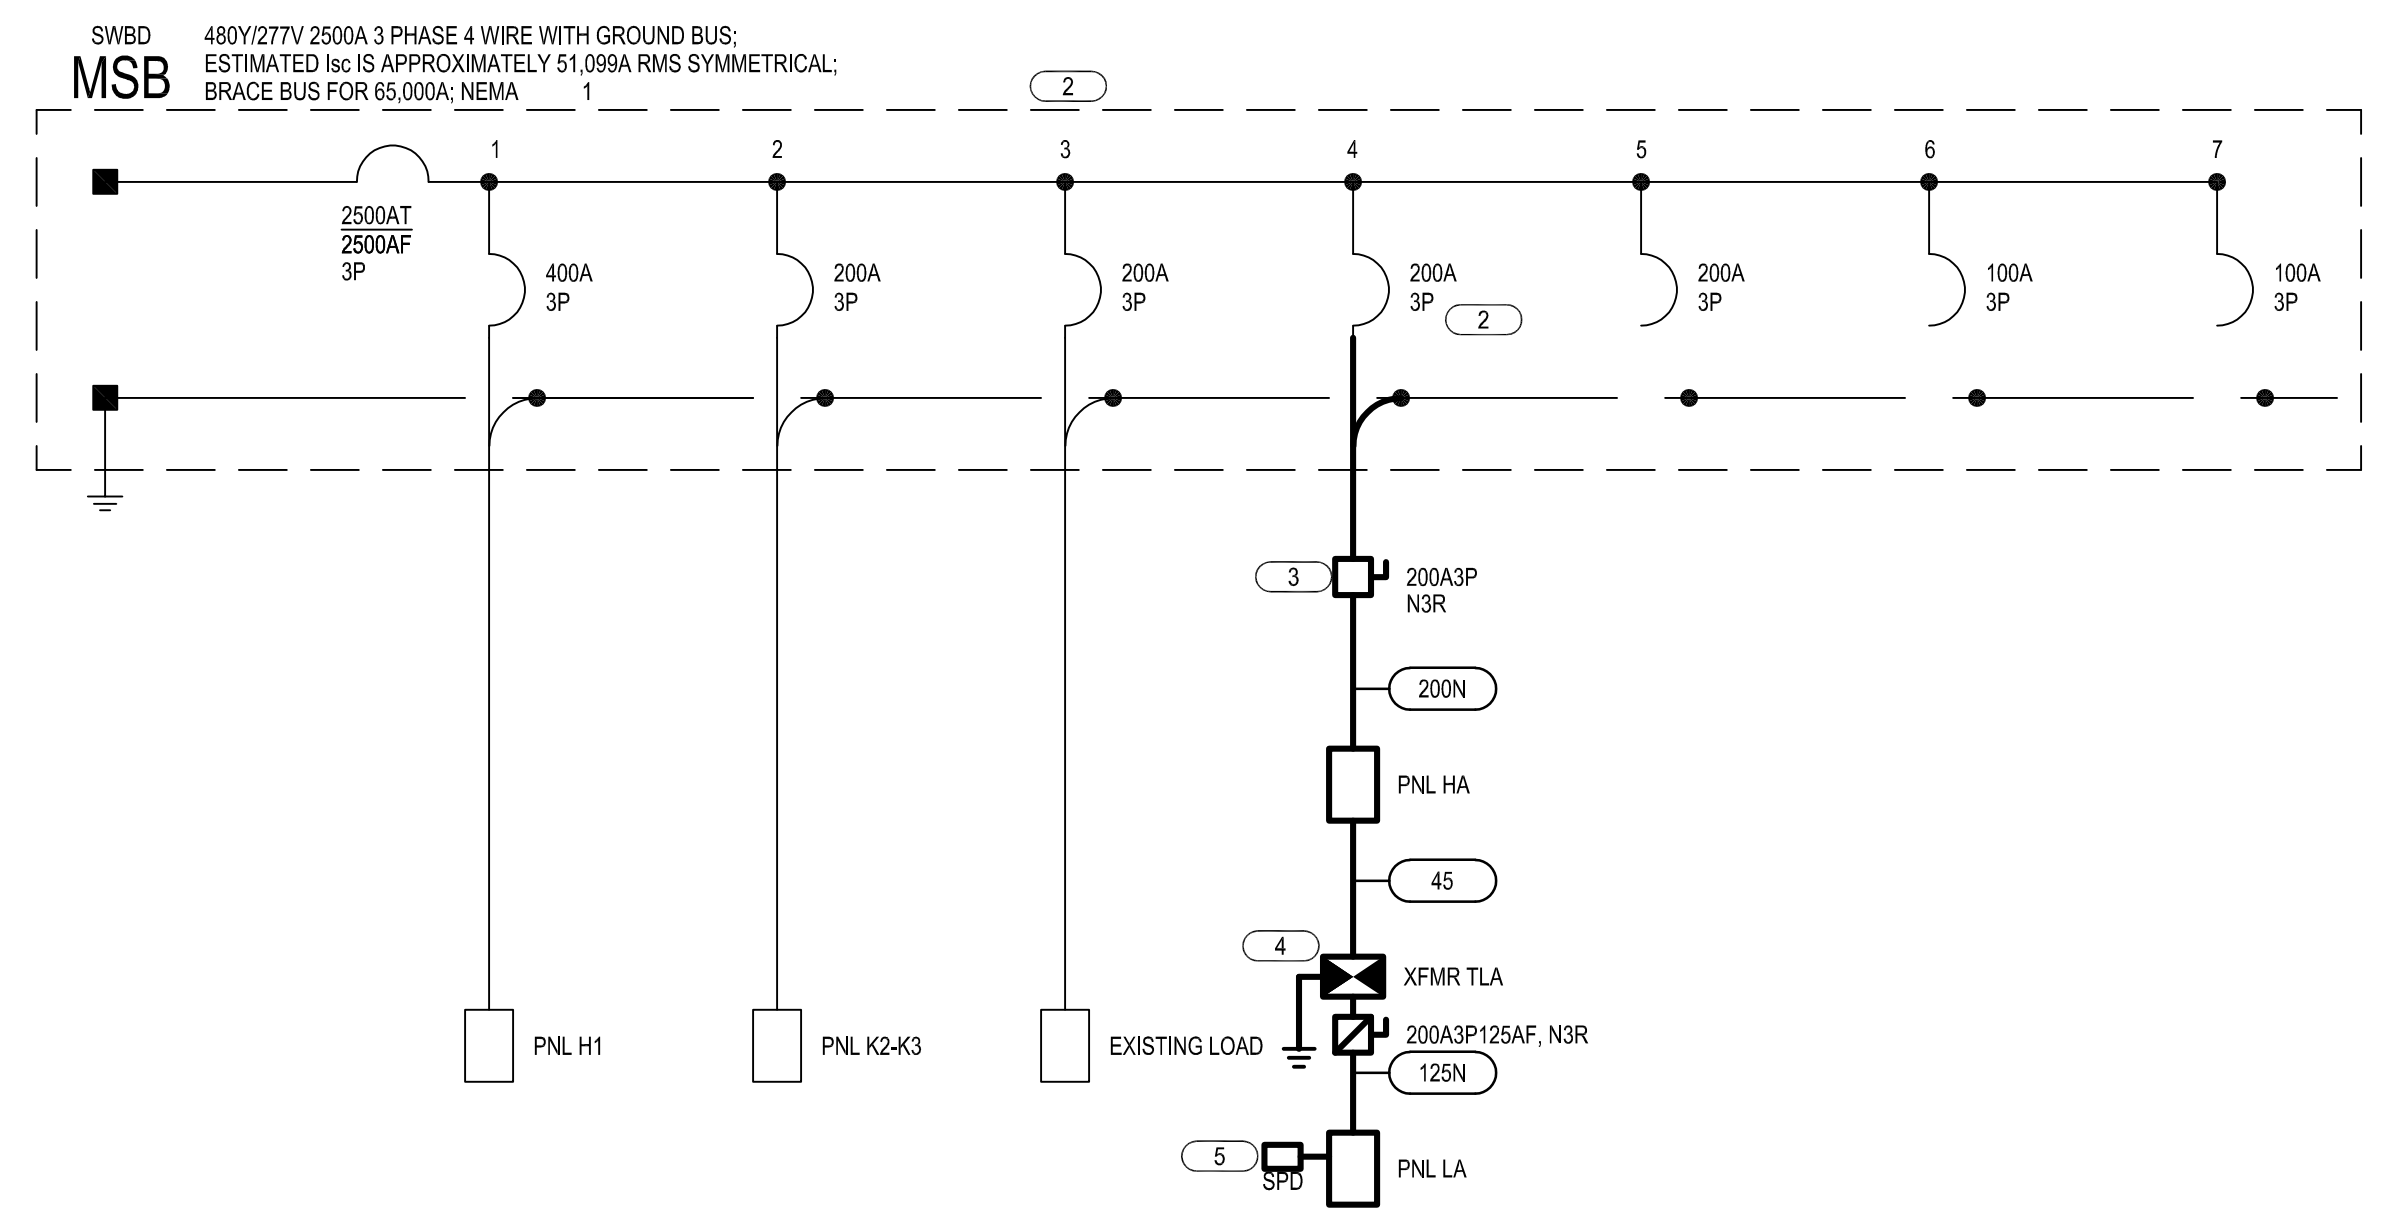 SWBD
MSB
480Y/277V 2500A 3 PHASE 4 WIRE WITH GROUND BUS;
ESTIMATED Isc IS APPROXIMATELY 51,099A RMS SYMMETRICAL;
BRACE BUS FOR 65,000A; NEMA 1
2
1
2
3
4
5
6
7
2500AT
2500AF
3P
400A
3P
200A
3P
200A
3P
200A
3P
2
200A
3P
100A
3P
100A
3P
3
200A3P
N3R
200N
PNL HA
45
4
XFMR TLA
200A3P125AF, N3R
125N
PNL H1
PNL K2-K3
EXISTING LOAD
5
SPD
PNL LA